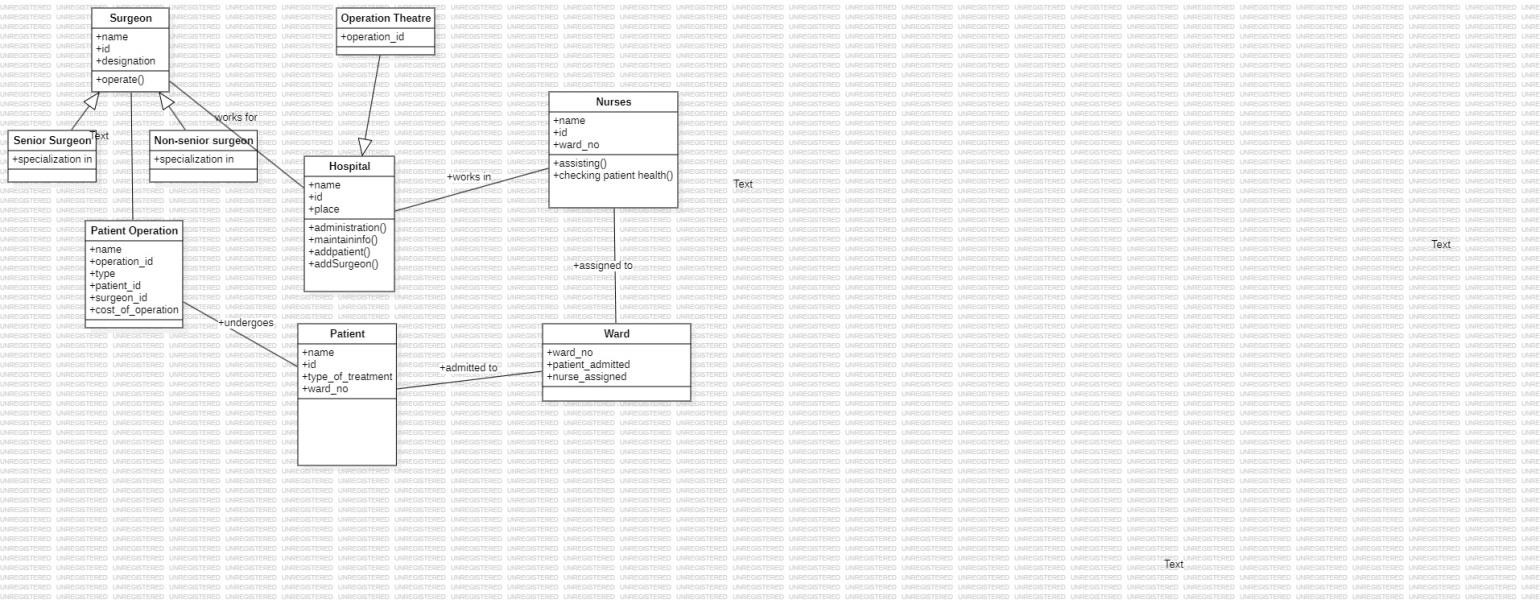 Surgeon
+name
+id
+designation
+operate()
Operation Theatre
+operation_id
works for
Text
Senior Surgeon
+specialization in
Non-senior surgeon
+specialization in
Hospital
+name
+id
+place
+administration()
+maintaininfo()
+addpatient()
+addSurgeon()
Nurses
+name
+id
+ward_no
+assisting()
+checking patient health()
+works in
Text
Patient Operation
+name
+operation_id
+type
+patient_id
+surgeon_id
+cost_of_operation
+assigned to
Text
+undergoes
Patient
+name
+id
+type_of_treatment
+ward_no
+admitted to
Ward
+ward_no
+patient_admitted
+nurse_assigned
Text
UNREGISTERED